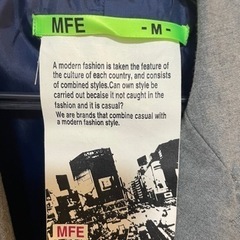 MFE - M -
A modern fashion is taken the feature of
the culture of each country, and consists
of combined styles.Can own style be
carried out becaise it not caught in the
fashion and it is casual?
We are brands that combine casual with
a modern fashion style.
MFE